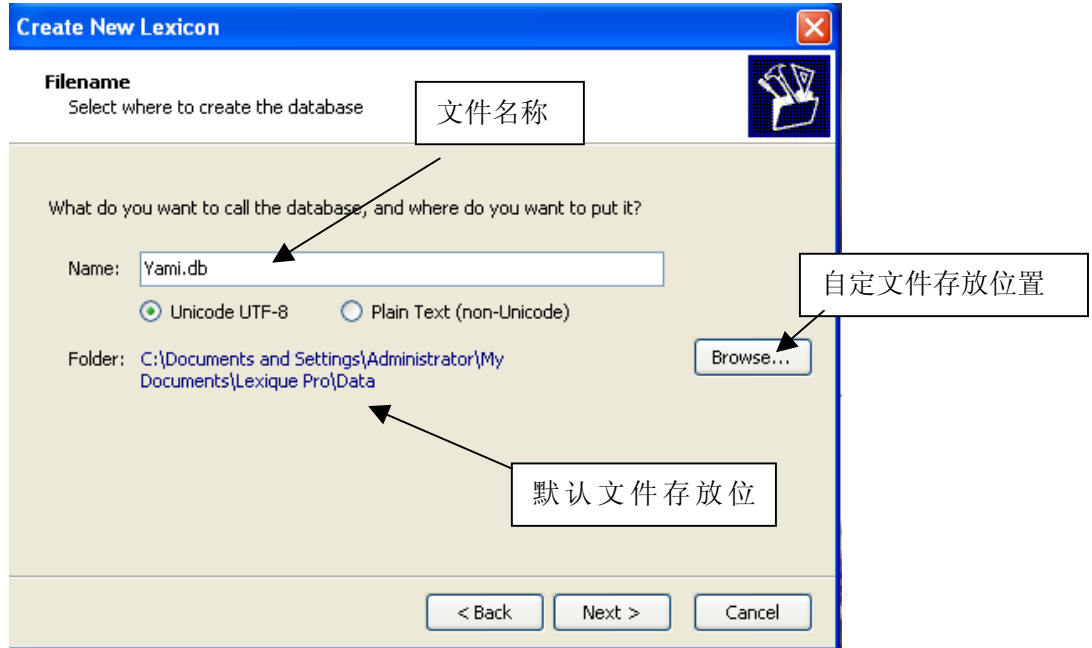 Create New Lexicon
Filename
Select where to create the database
文件名称
What do you want to call the database, and where do you want to put it?
Name: Yami.db
自定文件存放位置
Unicode UTF-8 Plain Text (non-Unicode)
Folder: C:\Documents and Settings\Administrator\My Browse...
Documents\Lexique Pro\Data
默认文件存放位
< Back Next > Cancel